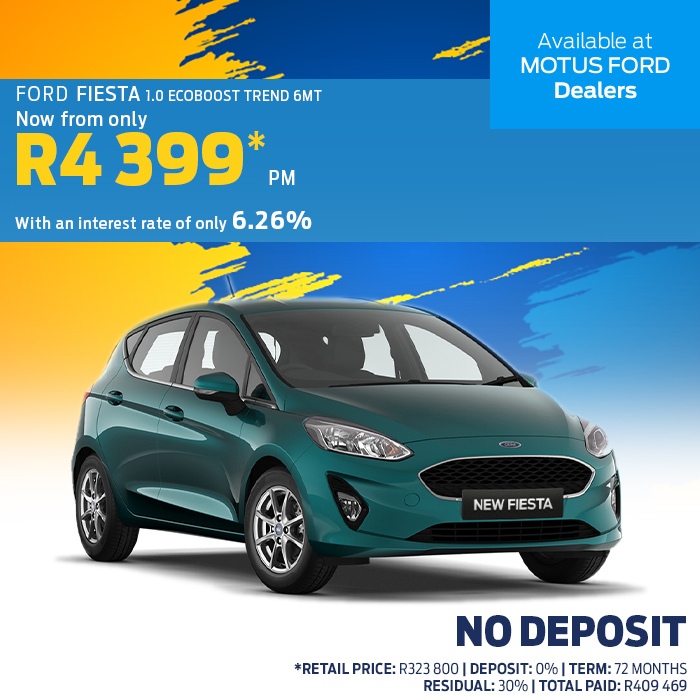 Available at
MOTUS FORD
Dealers
FORD FIESTA 1.0 ECOBOOST TREND 6MT
Now from only
R4 399* PM
With an interest rate of only 6.26%
Ford
NEW FIESTA
NO DEPOSIT
*RETAIL PRICE: R323 800 | DEPOSIT: 0% | TERM: 72 MONTHS
RESIDUAL: 30% | TOTAL PAID: R409 469